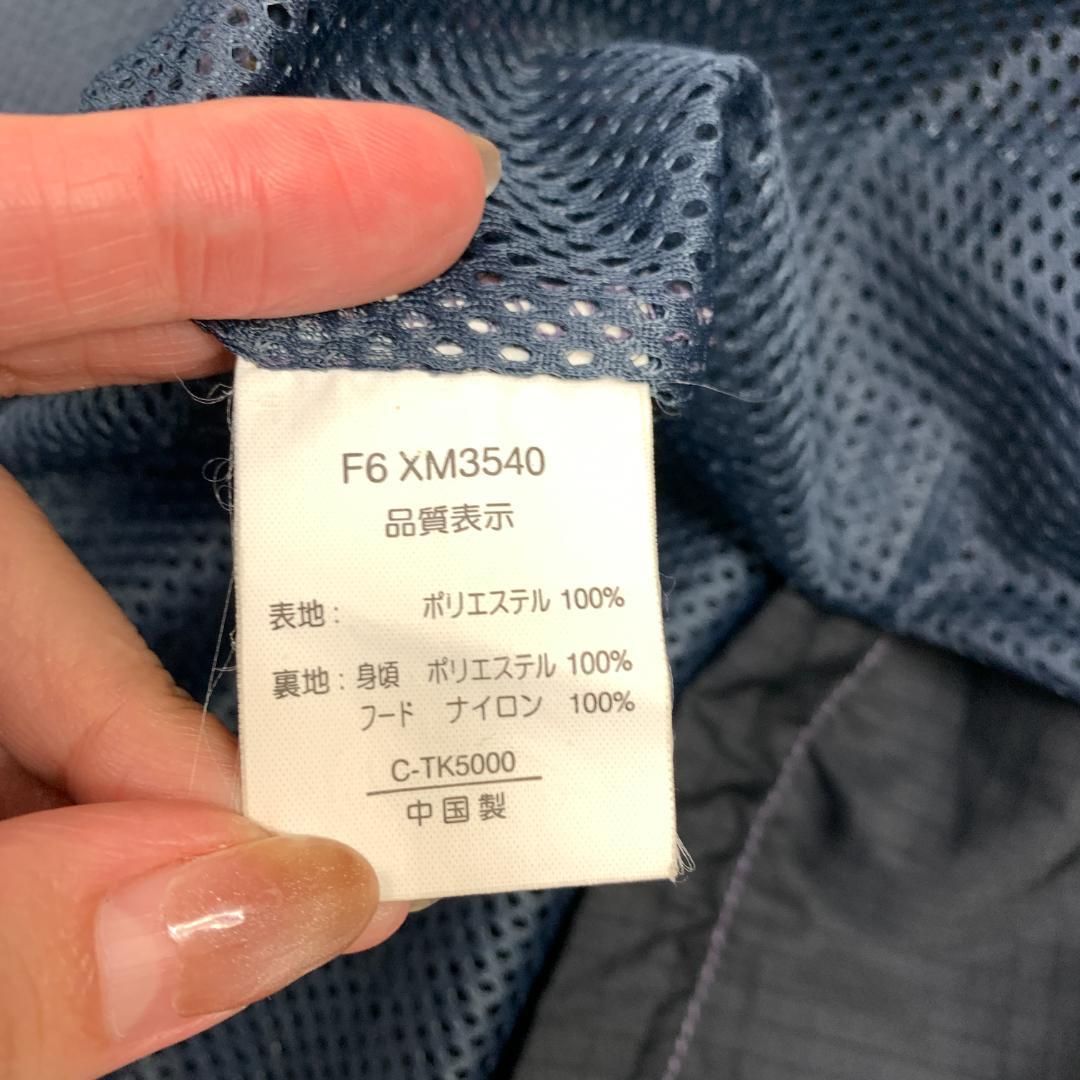 F6 XM3540
品質表示
表地： ポリエステル 100%
裏地：身頃 ポリエステル 100%
フード ナイロン 100%
C-TK5000
中国製